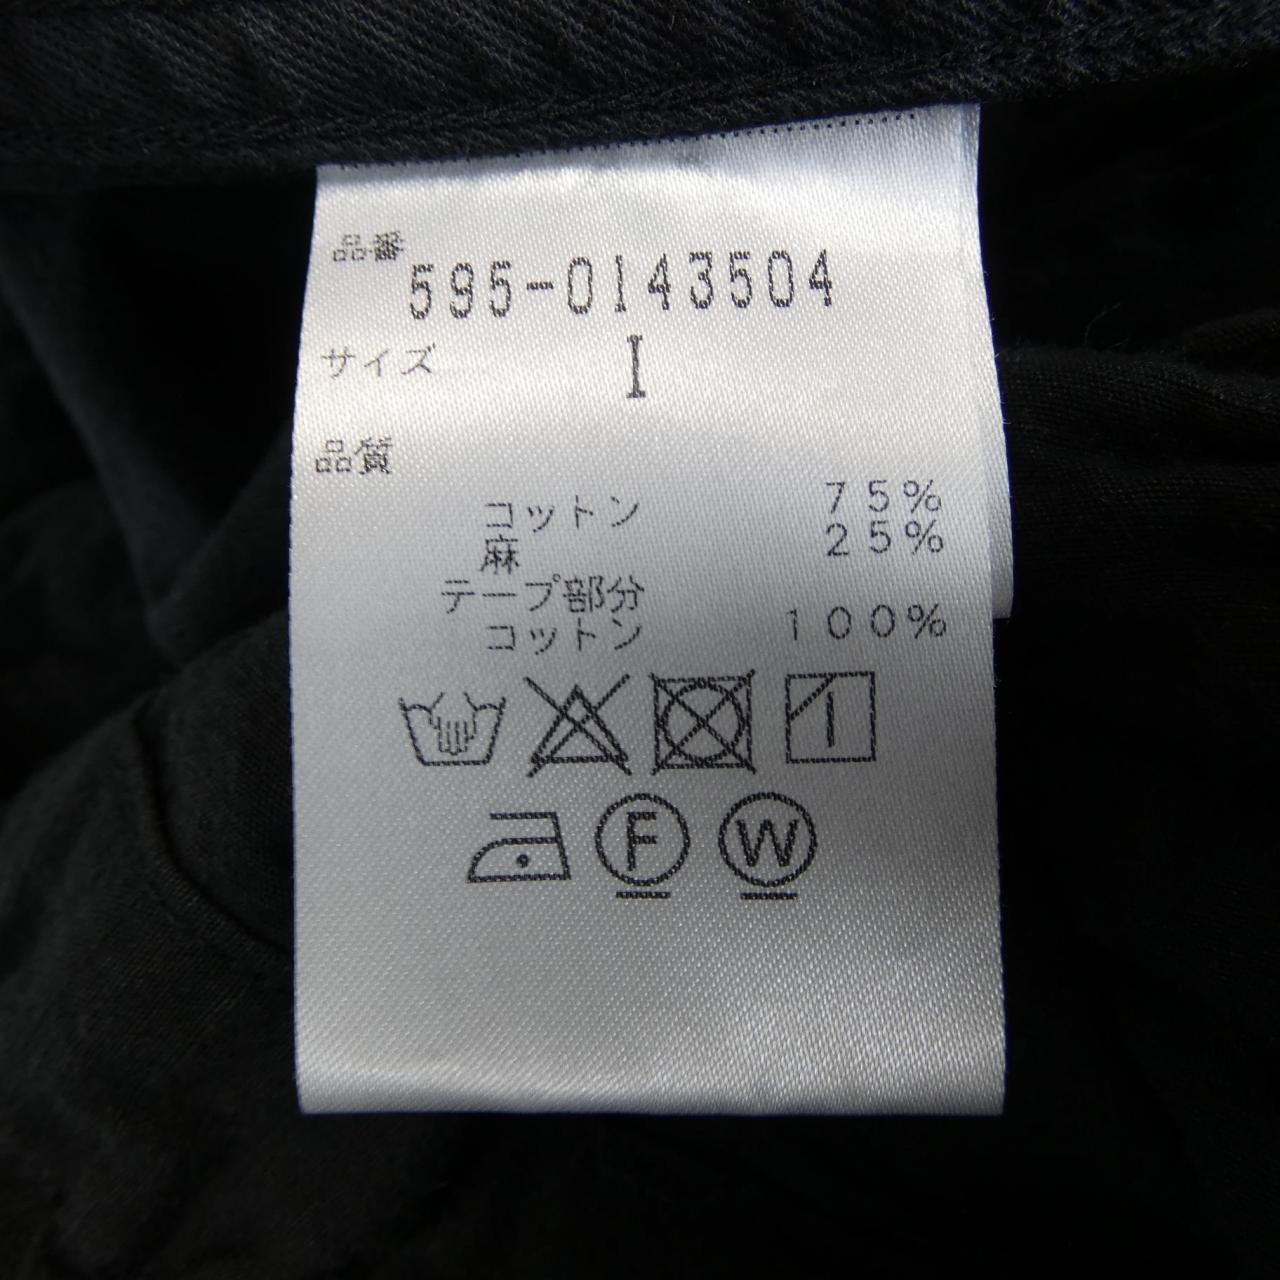 品番
595-0143504
サイズ I
品質
コットン 75%
麻 25%
テープ部分
コットン 100%
F W